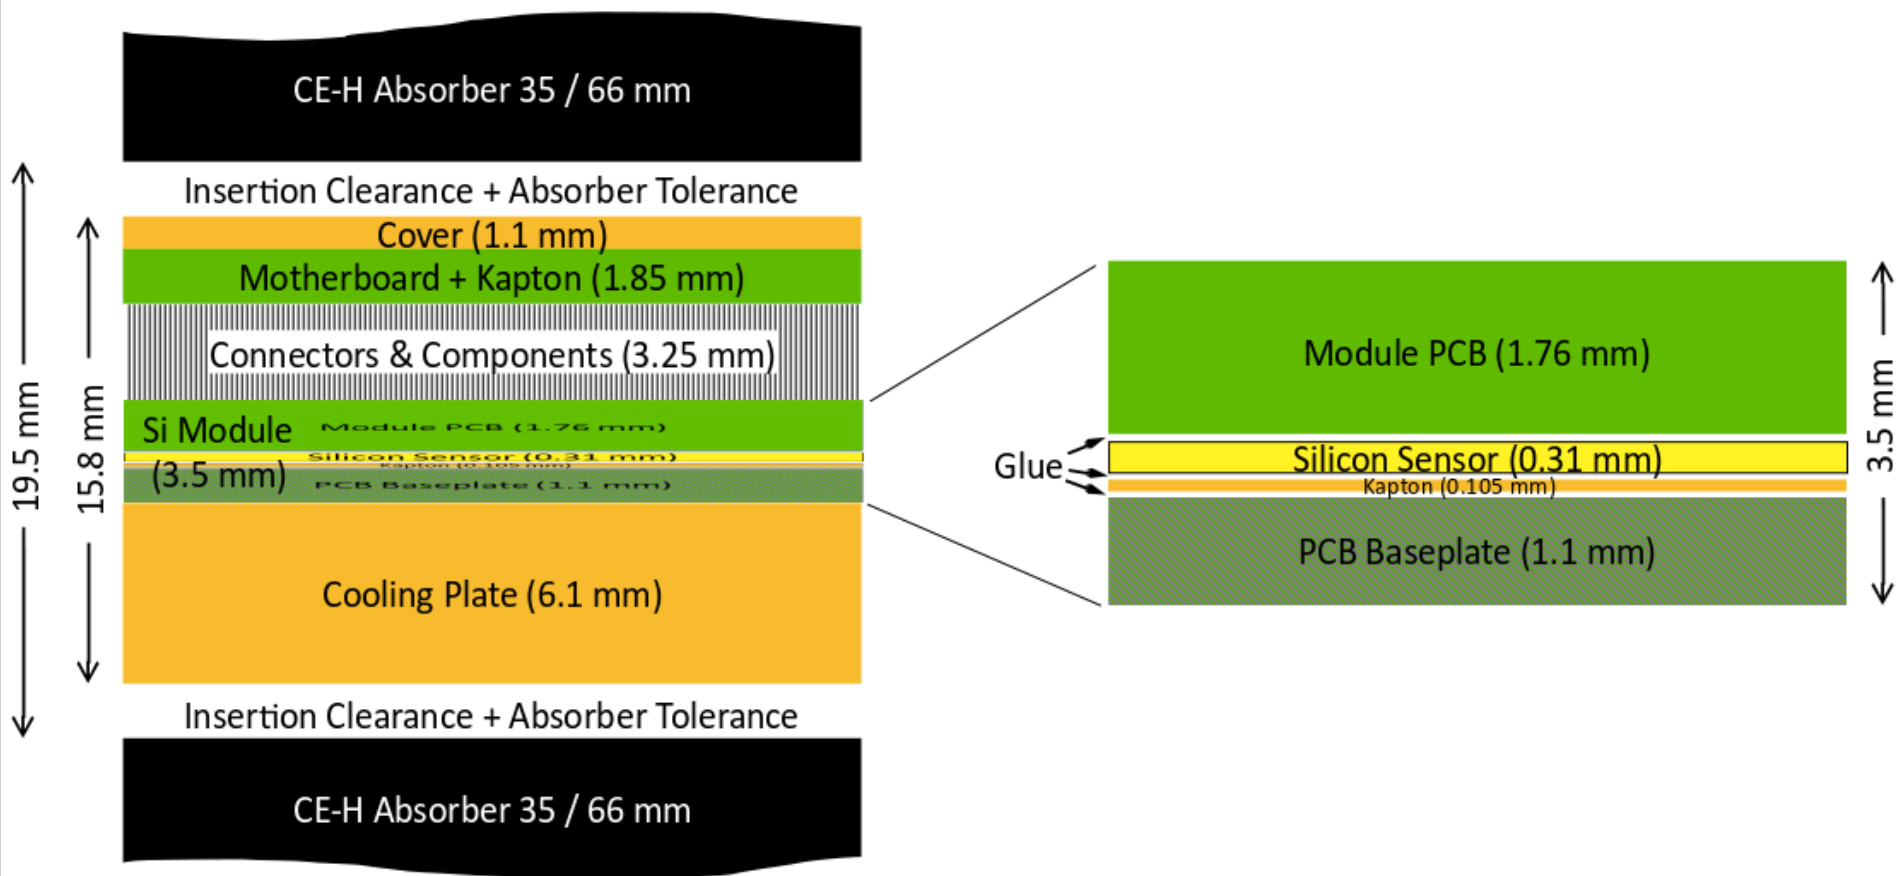 CE-H Absorber 35 / 66 mm
Insertion Clearance + Absorber Tolerance
Cover (1.1 mm)
Motherboard + Kapton (1.85 mm)
Connectors & Components (3.25 mm)
Si Module
(3.5 mm)
Module PCB (1.76 mm)
Silicon Sensor (0.31 mm)
Kapton (0.105 mm)
PCB Baseplate (1.1 mm)
Cooling Plate (6.1 mm)
Insertion Clearance + Absorber Tolerance
CE-H Absorber 35 / 66 mm
19.5 mm
15.8 mm
Module PCB (1.76 mm)
Glue
Silicon Sensor (0.31 mm)
Kapton (0.105 mm)
PCB Baseplate (1.1 mm)
3.5 mm